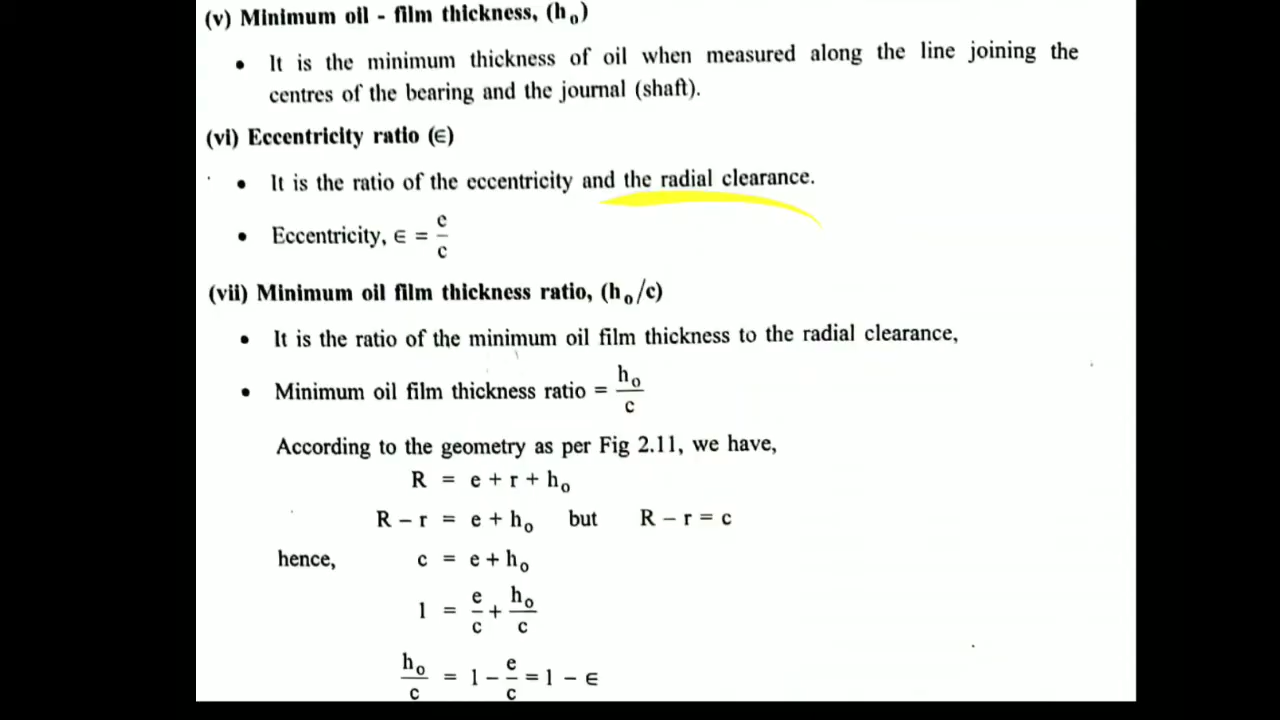 (v) Minimum oil - film thickness, (h₀)
• It is the minimum thickness of oil when measured along the line joining the
centres of the bearing and the journal (shaft).
(vi) Eccentricity ratio (∈)
• It is the ratio of the eccentricity and the radial clearance.
• Eccentricity, ∈ = e/c
(vii) Minimum oil film thickness ratio, (h₀/c)
• It is the ratio of the minimum oil film thickness to the radial clearance,
• Minimum oil film thickness ratio = h₀/c
According to the geometry as per Fig 2.11, we have,
R = e + r + h₀
R – r = e + h₀ but R – r = c
hence, c = e + h₀
1 = e/c + h₀/c
h₀/c = 1 – e/c = 1 – ∈